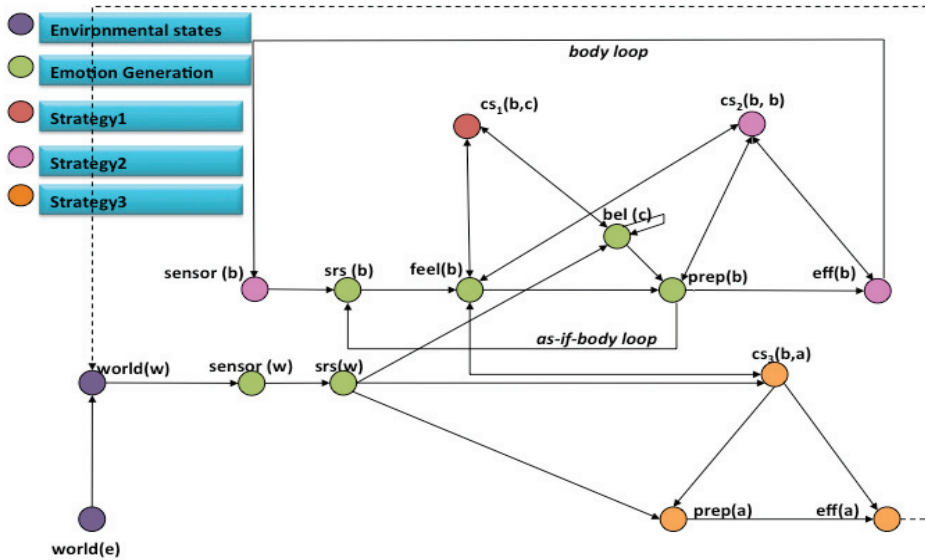 Environmental states
body loop
Emotion Generation
cs₁(b,c)
cs₂(b, b)
Strategy1
Strategy2
Strategy3
bel (c)
sensor (b)
srs (b)
feel(b)
prep(b)
eff(b)
as-if-body loop
world(w)
sensor (w)
srs(w)
cs₃(b,a)
prep(a)
eff(a)
world(e)